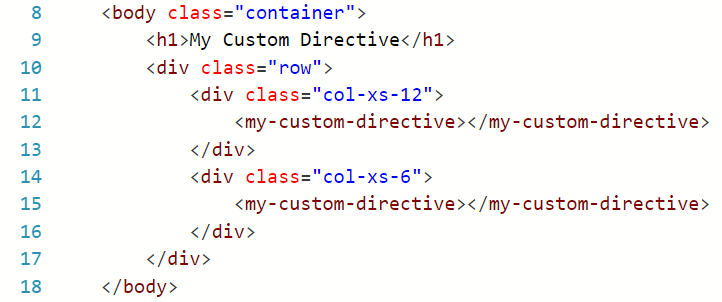 8 <body class="container">
9 <h1>My Custom Directive</h1>
10 <div class="row">
11 <div class="col-xs-12">
12 <my-custom-directive></my-custom-directive>
13 </div>
14 <div class="col-xs-6">
15 <my-custom-directive></my-custom-directive>
16 </div>
17 </div>
18 </body>